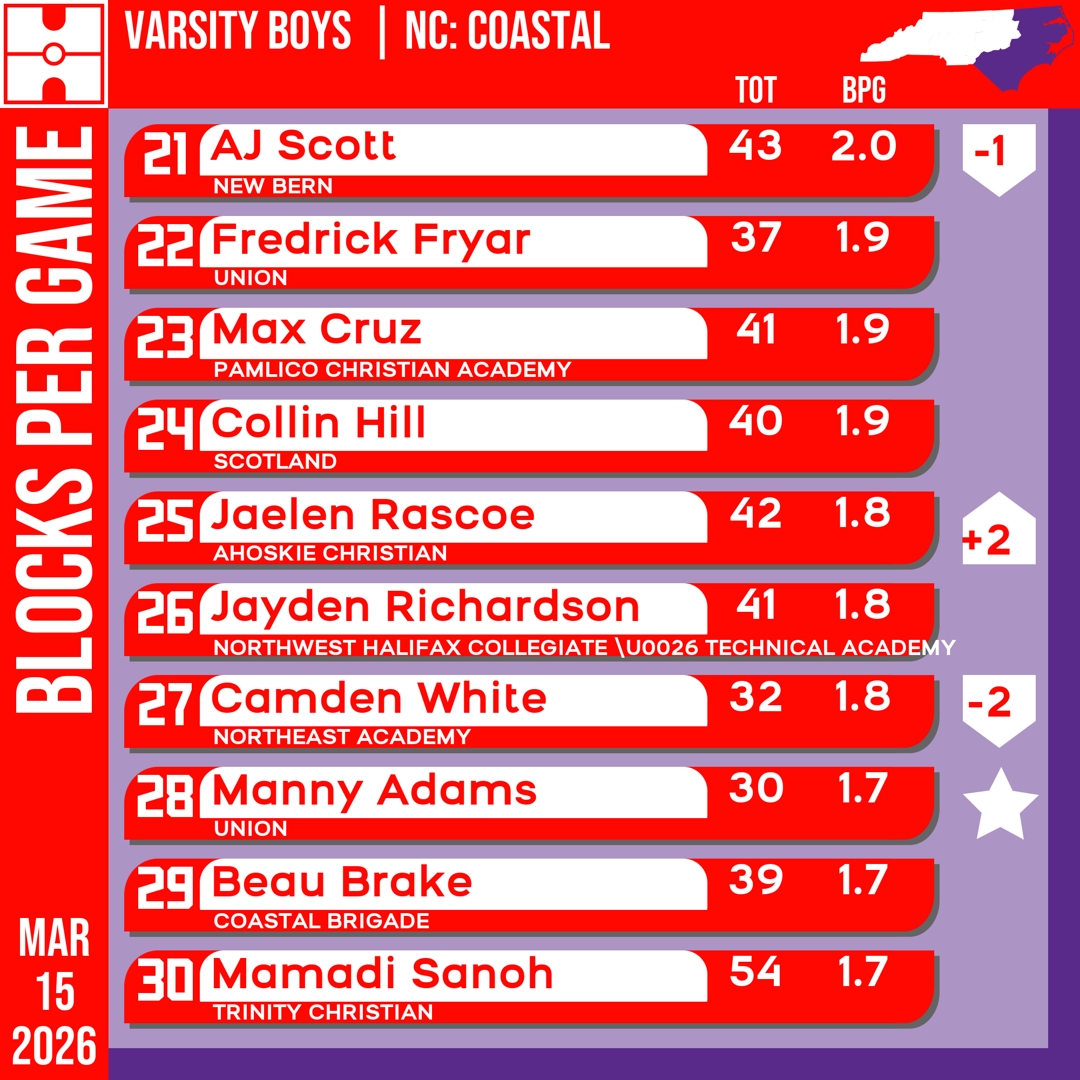 VARSITY BOYS | NC: COASTAL
TOT BPG
BLOCKS PER GAME
21 AJ Scott 43 2.0 -1
NEW BERN
22 Fredrick Fryar 37 1.9
UNION
23 Max Cruz 41 1.9
PAMLICO CHRISTIAN ACADEMY
24 Collin Hill 40 1.9
SCOTLAND
25 Jaelen Rascoe 42 1.8 +2
AHOSKIE CHRISTIAN
26 Jayden Richardson 41 1.8
NORTHWEST HALIFAX COLLEGIATE \U0026 TECHNICAL ACADEMY
27 Camden White 32 1.8 -2
NORTHEAST ACADEMY
28 Manny Adams 30 1.7
UNION
29 Beau Brake 39 1.7
COASTAL BRIGADE
30 Mamadi Sanoh 54 1.7
TRINITY CHRISTIAN
MAR
15
2026